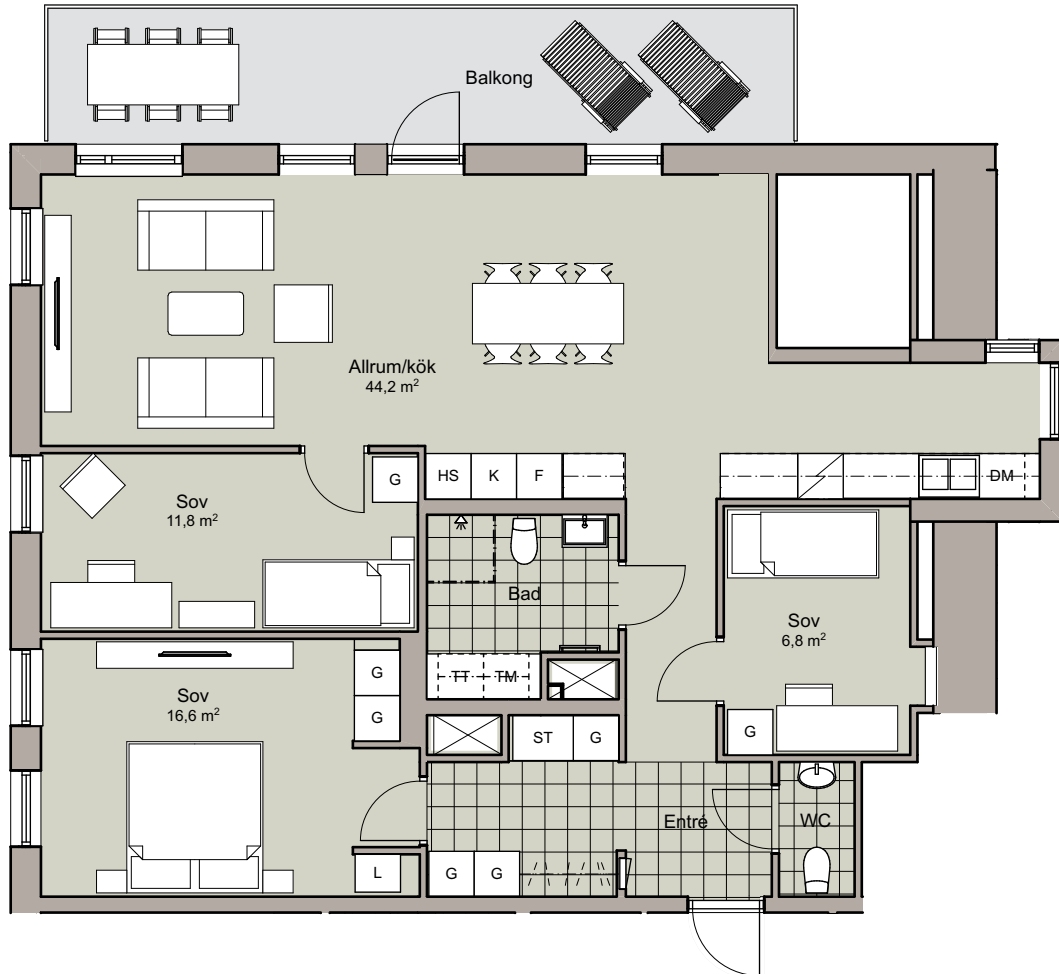 Balkong
Allrum/kök
44,2 m²
HS K F DM
G
Sov
11,8 m²
Bad
Sov
6,8 m²
TT TM
Sov
16,6 m²
G
G
ST G
G
Entré
WC
L
G G